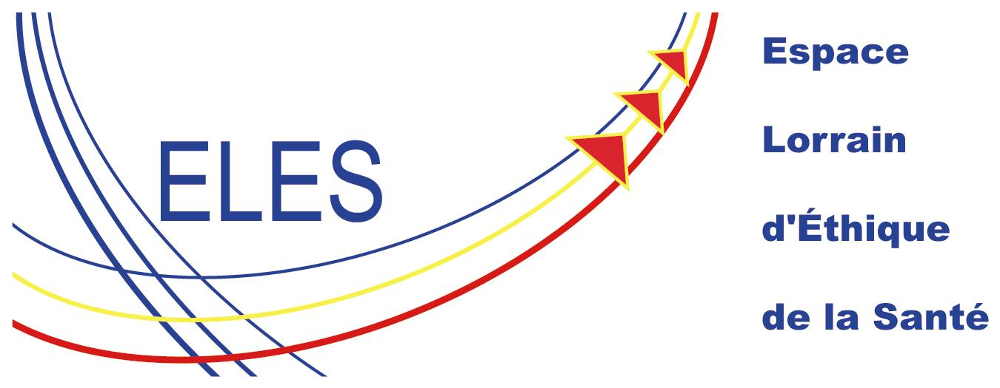 ELES
Espace
Lorrain
d'Éthique
de la Santé